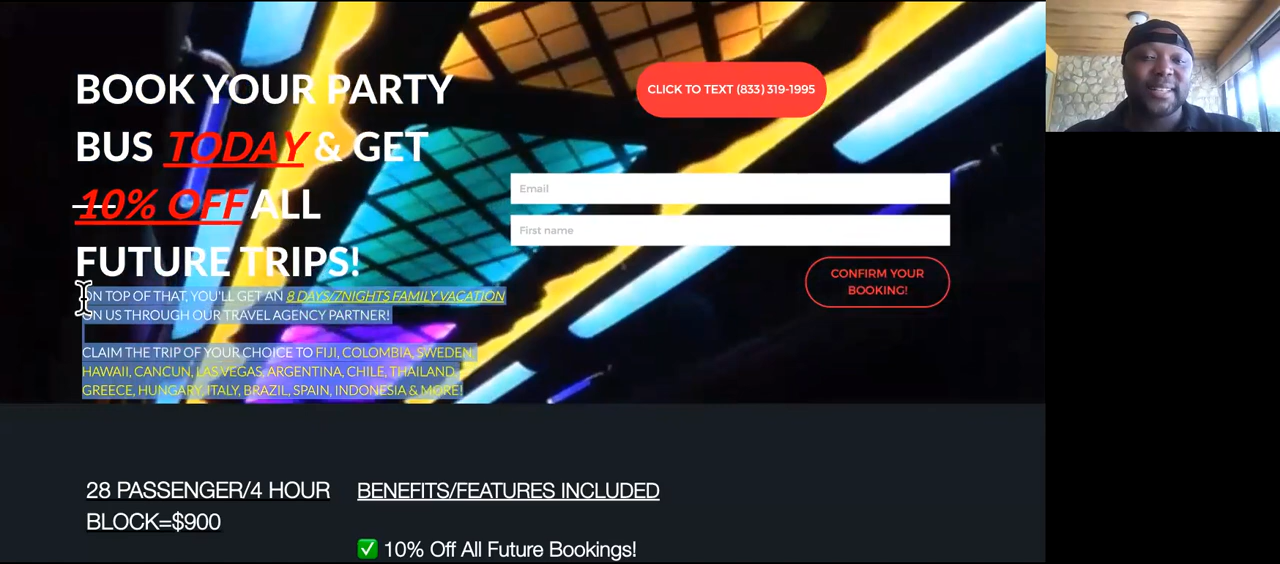 BOOK YOUR PARTY
BUS TODAY & GET
10% OFF ALL
FUTURE TRIPS!
ON TOP OF THAT, YOU'LL GET AN 8 DAYS/7NIGHTS FAMILY VACATION
ON US THROUGH OUR TRAVEL AGENCY PARTNER!
CLAIM THE TRIP OF YOUR CHOICE TO FIJI, COLOMBIA, SWEDEN,
HAWAII, CANCUN, LAS VEGAS, ARGENTINA, CHILE, THAILAND,
GREECE, HUNGARY, ITALY, BRAZIL, SPAIN, INDONESIA & MORE!
CLICK TO TEXT (833) 319-1995
Email
First name
CONFIRM YOUR
BOOKING!
28 PASSENGER/4 HOUR
BLOCK=$900
BENEFITS/FEATURES INCLUDED
✅ 10% Off All Future Bookings!